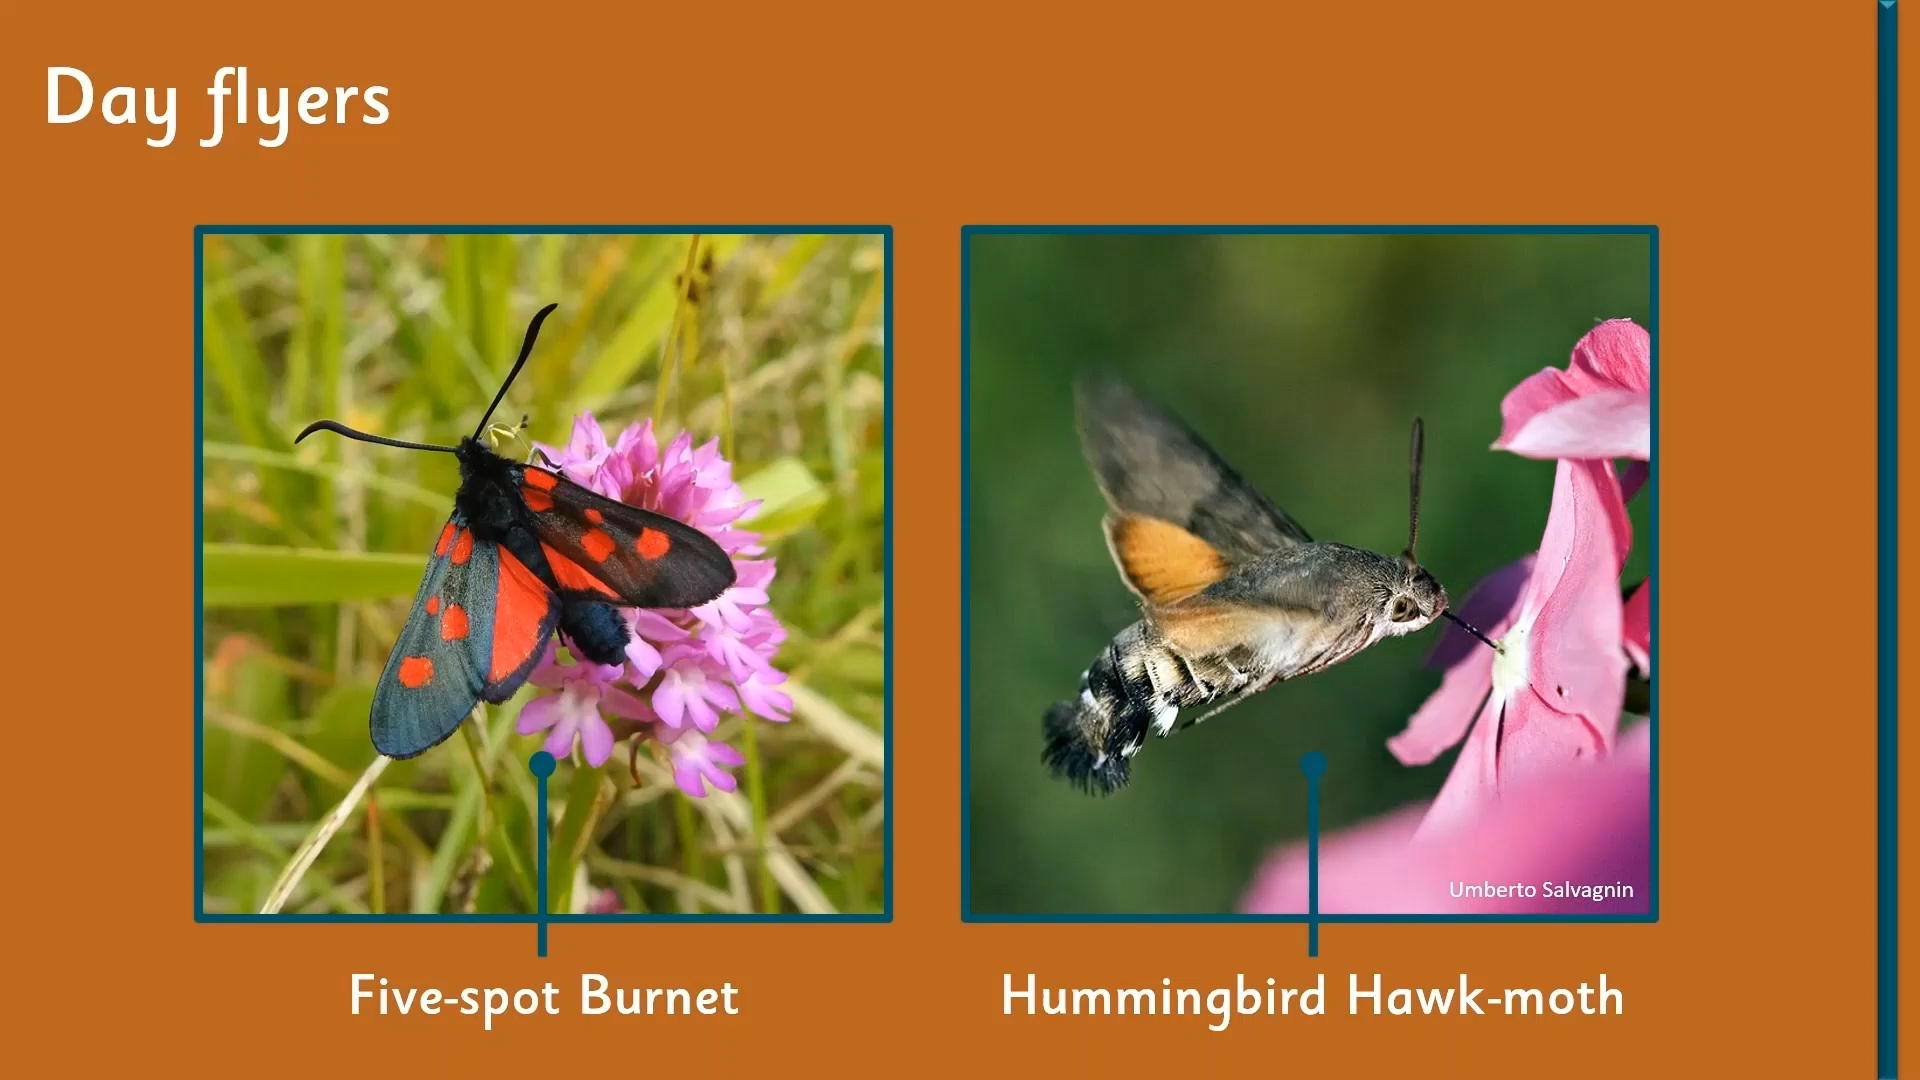 Day flyers
Umberto Salvagnin
Five-spot Burnet
Hummingbird Hawk-moth